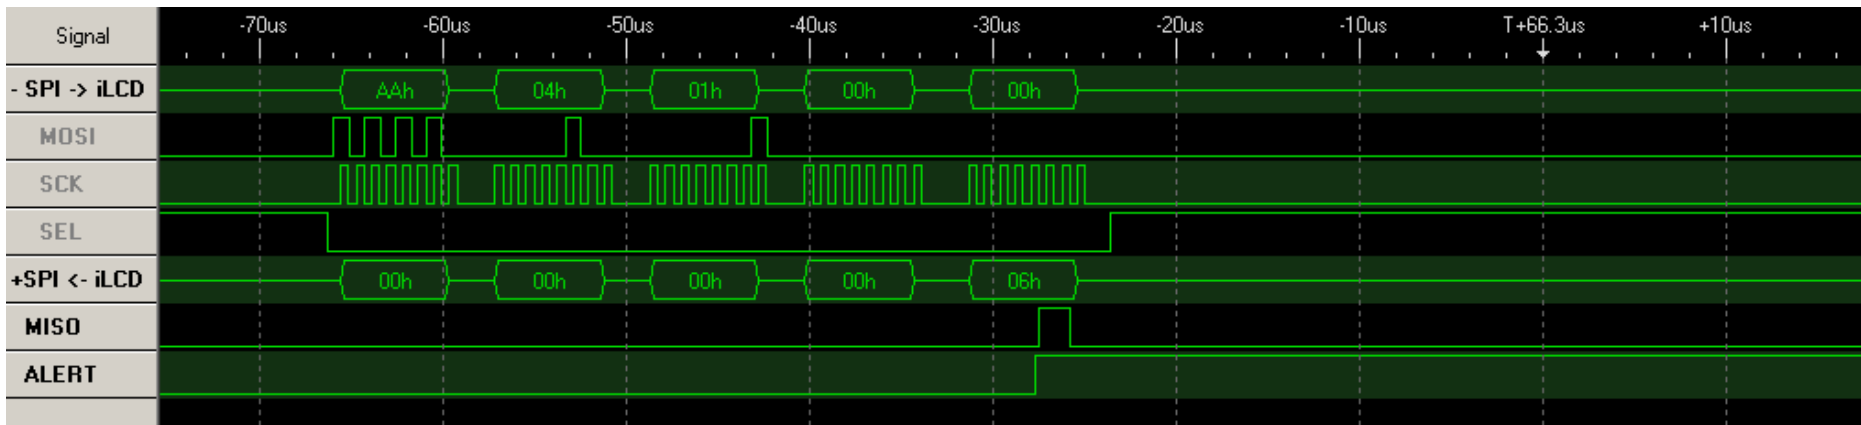 Signal -70us -60us -50us -40us -30us -20us -10us T+66.3us +10us
- SPI -> iLCD AAh 04h 01h 00h 00h
MOSI
SCK
SEL
+SPI <- iLCD 00h 00h 00h 00h 06h
MISO
ALERT